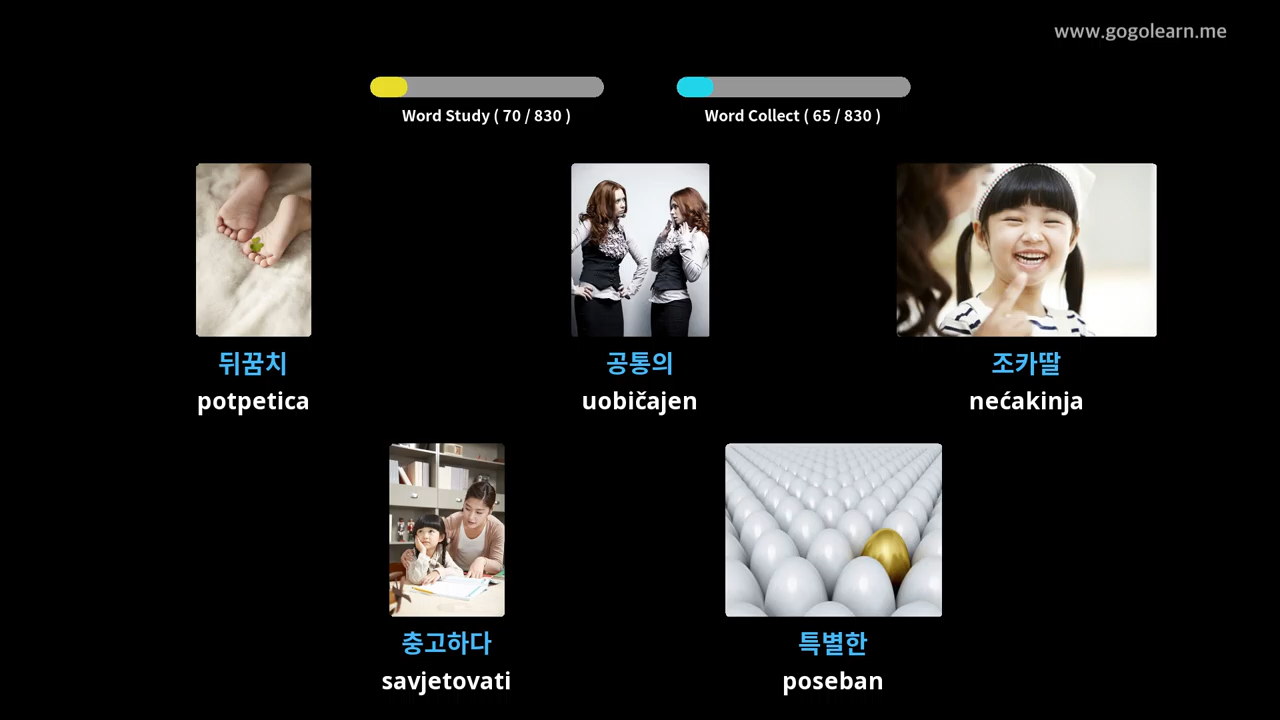 www.gogolearn.me
Word Study ( 70 / 830 )
Word Collect ( 65 / 830 )
뒤꿈치
potpetica
공통의
uobičajen
조카딸
nećakinja
충고하다
savjetovati
특별한
poseban